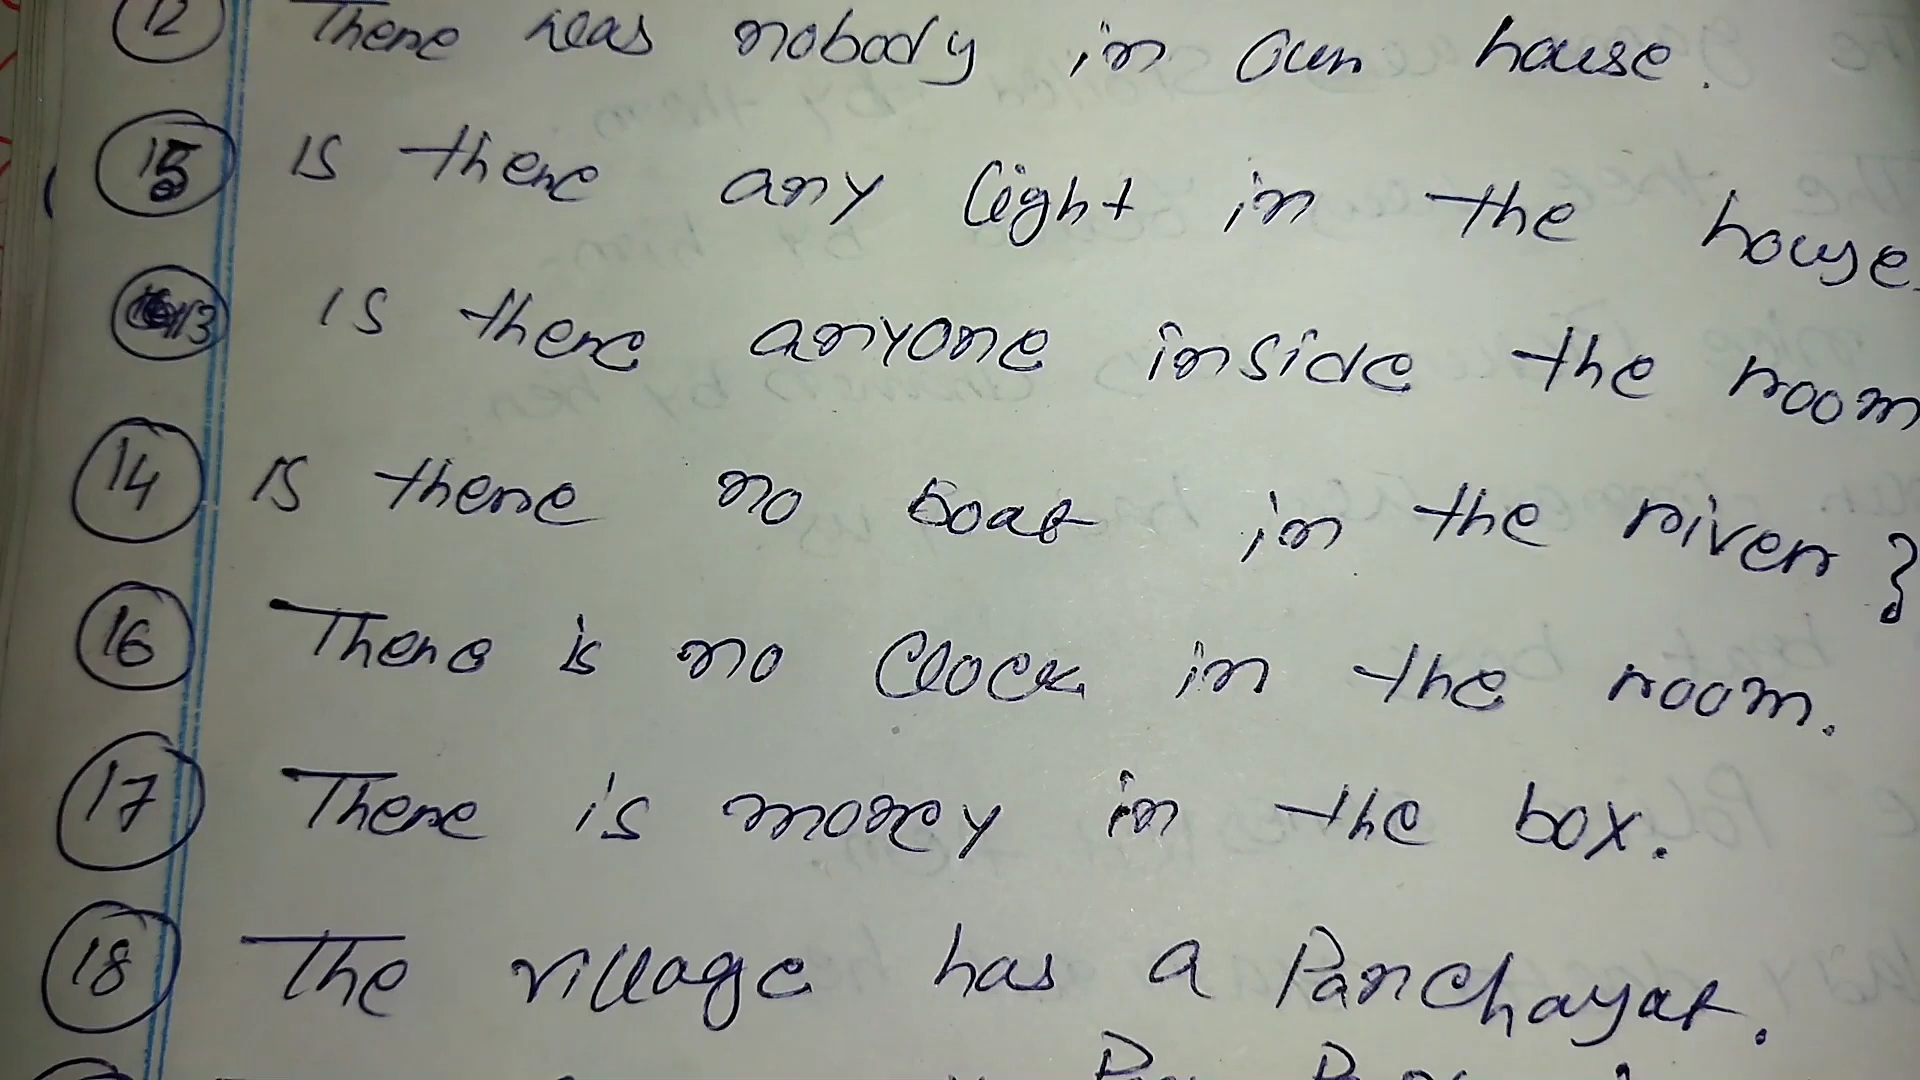 12 There was nobody in our house.
15 Is there any light in the house.
13 Is there anyone inside the room
14 Is there no boat in the river?
16 There is no clock in the room.
17 There is money in the box.
18 The village has a Panchayat.